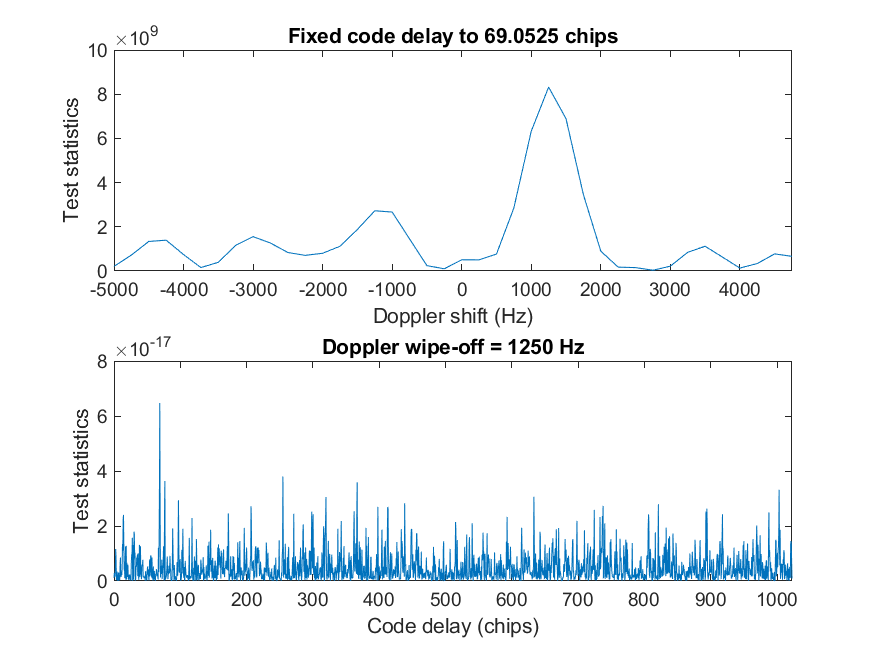 ×10^9
Fixed code delay to 69.0525 chips
10
8
6
4
2
0
Test statistics
-5000 -4000 -3000 -2000 -1000 0 1000 2000 3000 4000
Doppler shift (Hz)
×10^-17
Doppler wipe-off = 1250 Hz
8
6
4
2
0
Test statistics
0 100 200 300 400 500 600 700 800 900 1000
Code delay (chips)